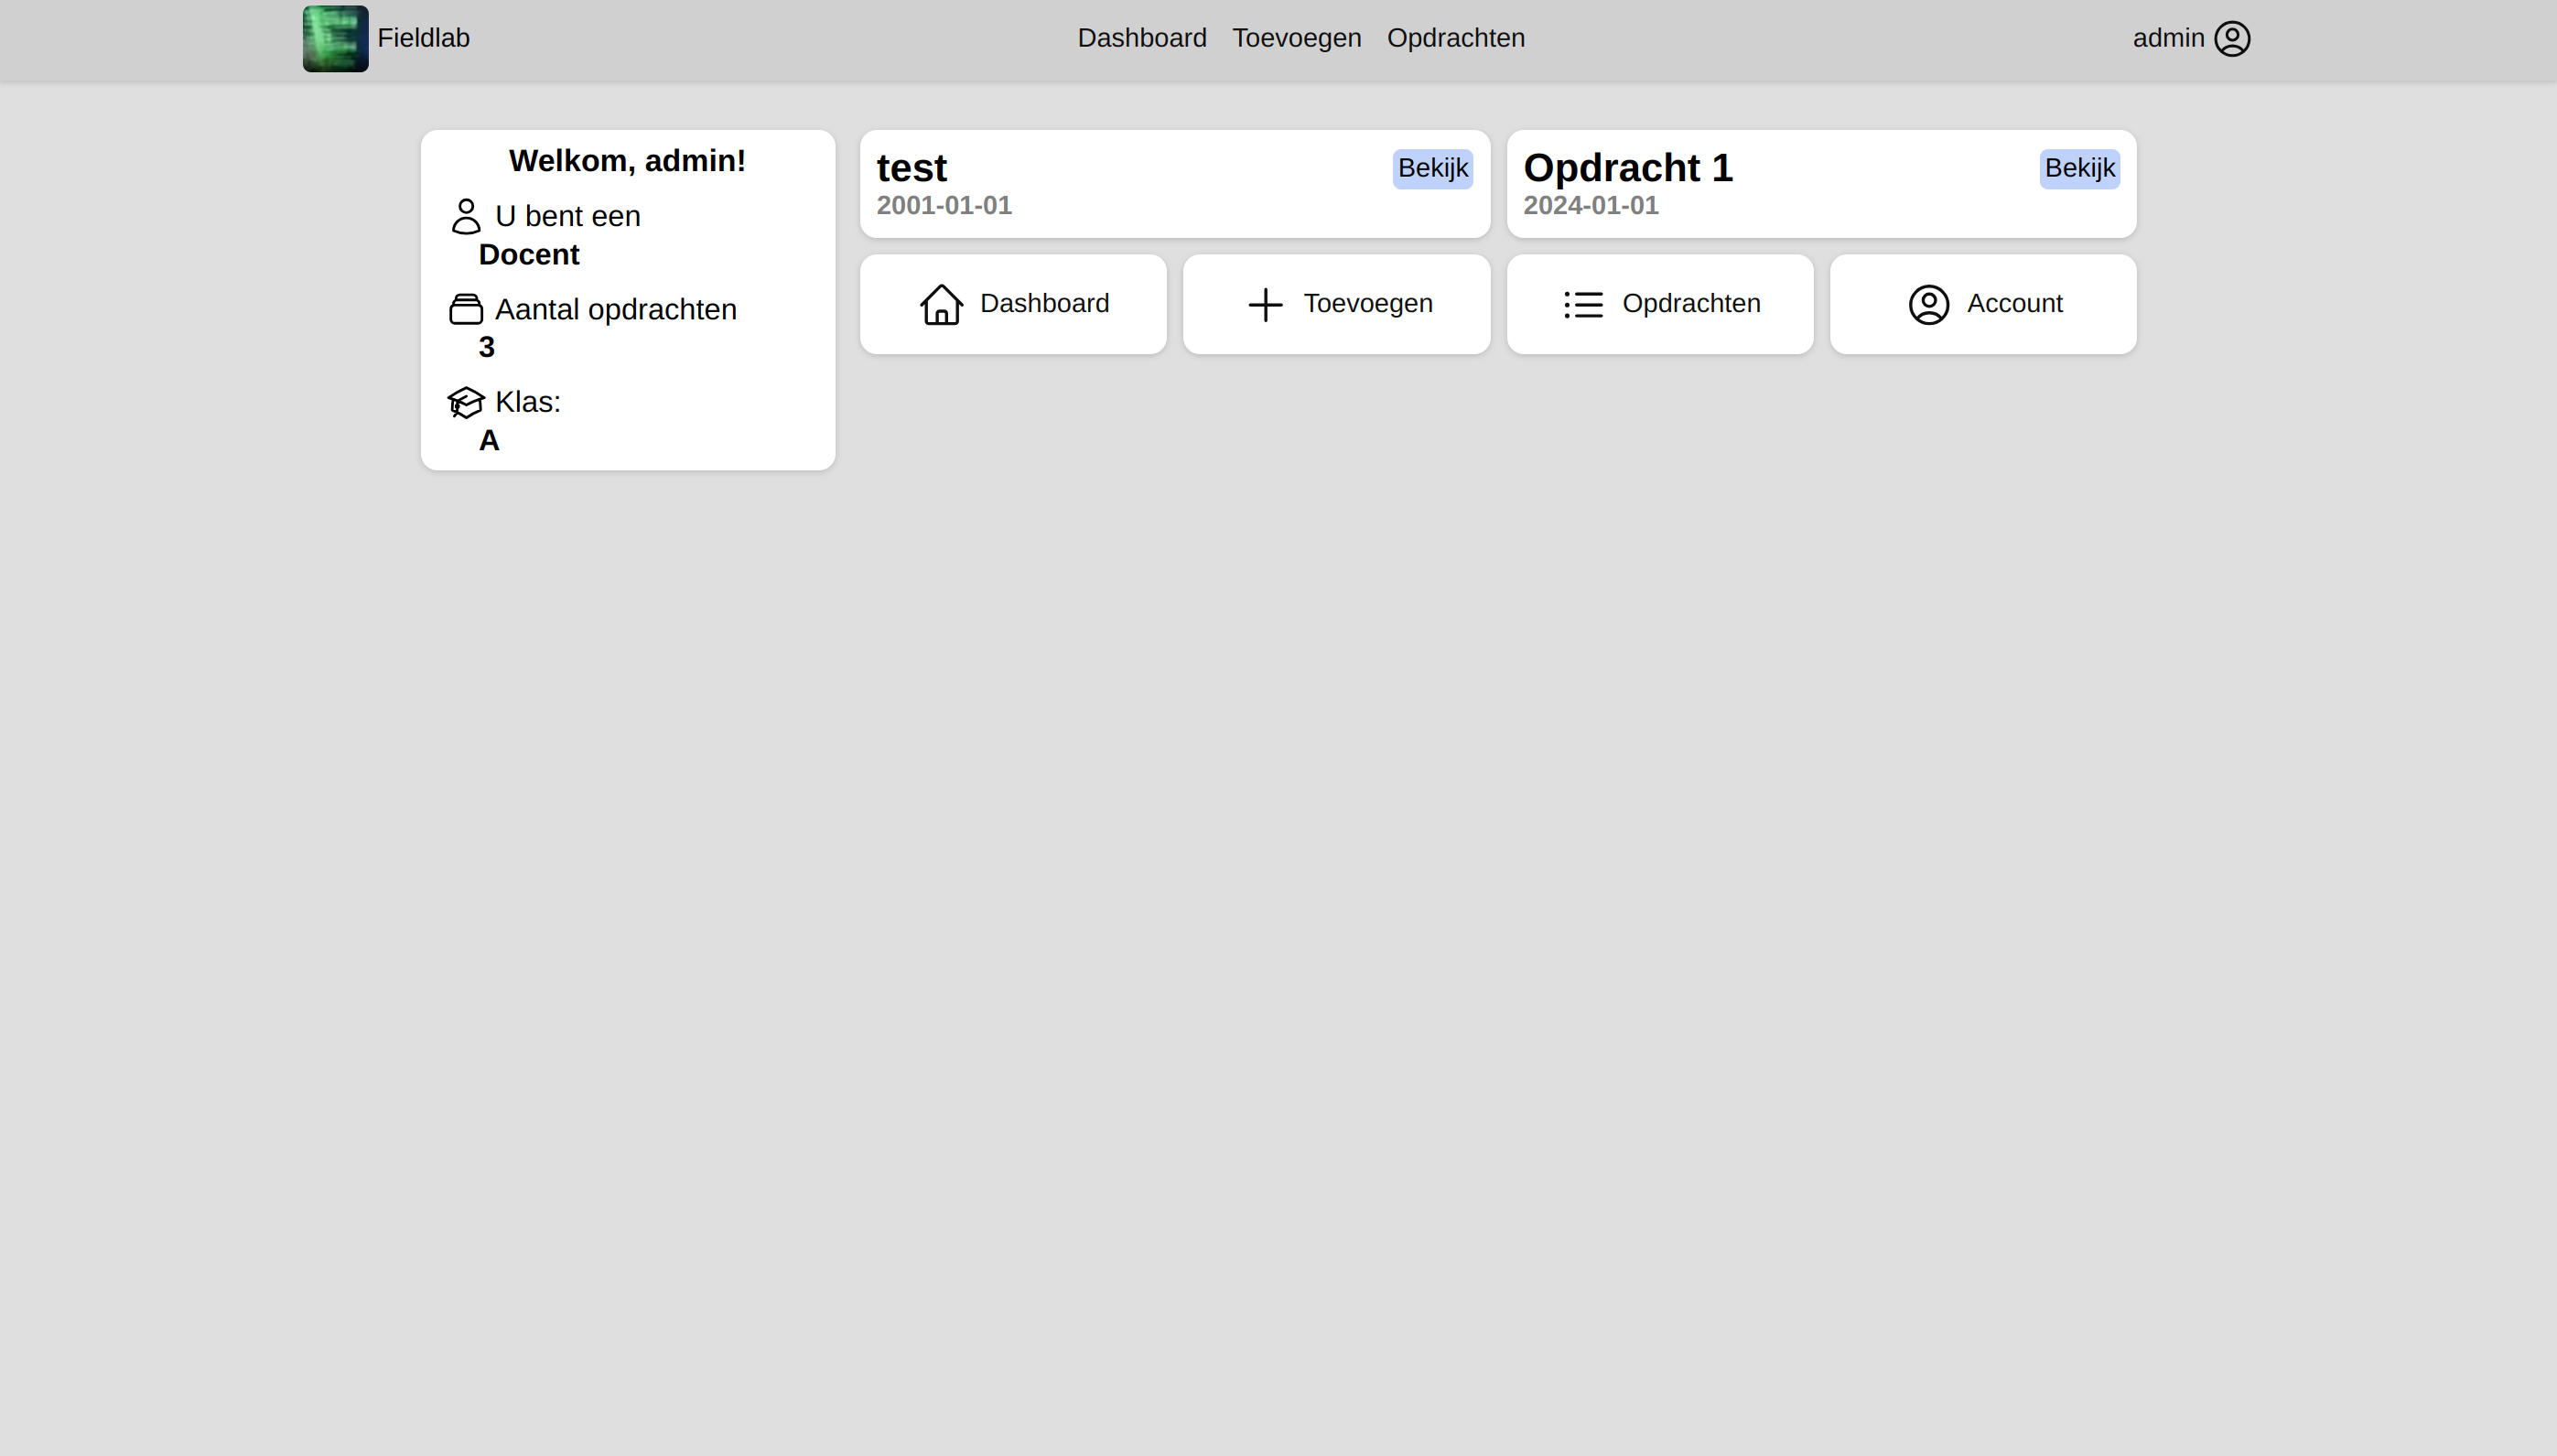 Fieldlab
Dashboard Toevoegen Opdrachten
admin
Welkom, admin!
U bent een
Docent
Aantal opdrachten
3
Klas:
A
test
Bekijk
2001-01-01
Opdracht 1
Bekijk
2024-01-01
Dashboard
Toevoegen
Opdrachten
Account